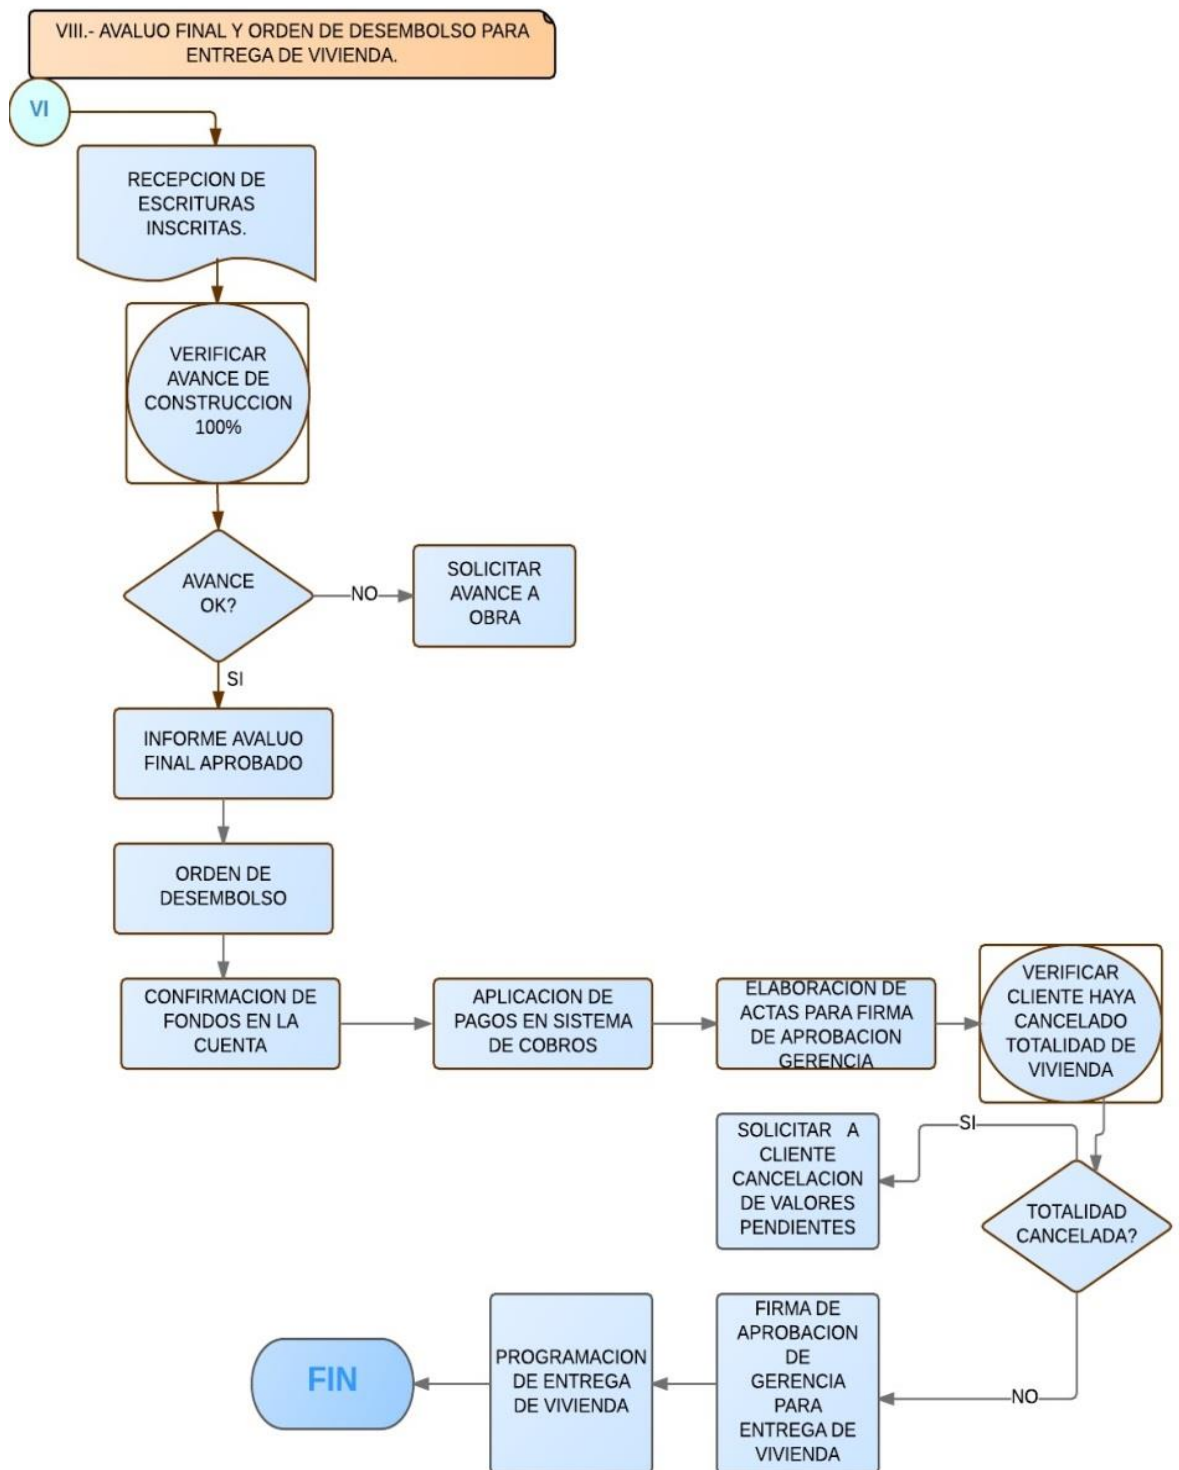 VIII.- AVALUO FINAL Y ORDEN DE DESEMBOLSO PARA
ENTREGA DE VIVIENDA.
VI
RECEPCION DE
ESCRITURAS
INSCRITAS.
VERIFICAR
AVANCE DE
CONSTRUCCION
100%
AVANCE
OK?
NO
SOLICITAR
AVANCE A
OBRA
SI
INFORME AVALUO
FINAL APROBADO
ORDEN DE
DESEMBOLSO
CONFIRMACION DE
FONDOS EN LA
CUENTA
APLICACION DE
PAGOS EN SISTEMA
DE COBROS
ELABORACION DE
ACTAS PARA FIRMA
DE APROBACION
GERENCIA
VERIFICAR
CLIENTE HAYA
CANCELADO
TOTALIDAD DE
VIVIENDA
TOTALIDAD
CANCELADA?
SI
SOLICITAR A
CLIENTE
CANCELACION
DE VALORES
PENDIENTES
NO
FIRMA DE
APROBACION
DE
GERENCIA
PARA
ENTREGA DE
VIVIENDA
PROGRAMACION
DE ENTREGA
DE VIVIENDA
FIN